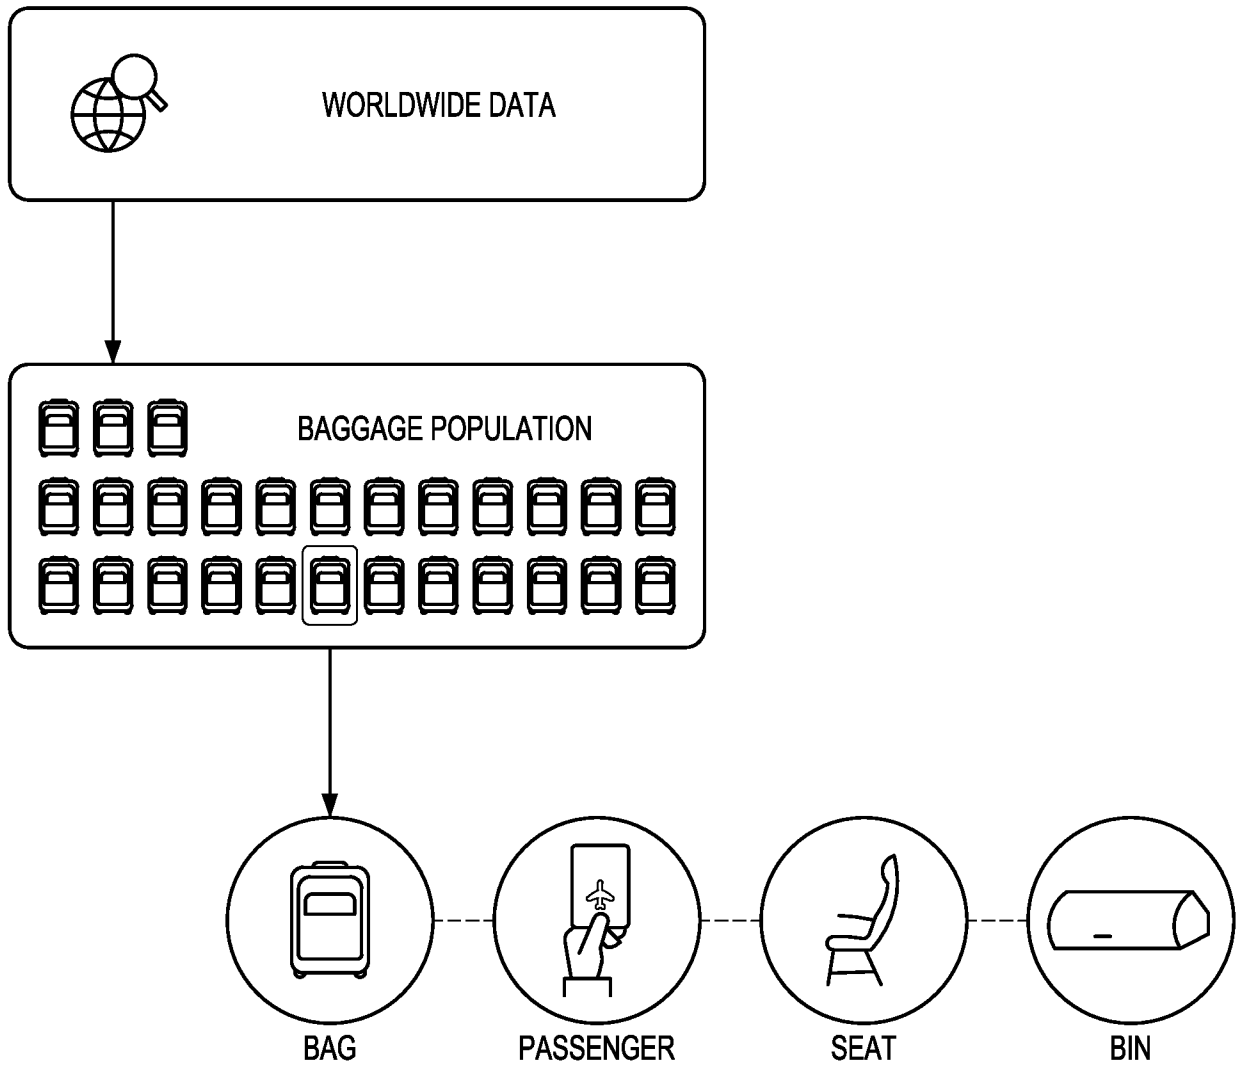 WORLDWIDE DATA
BAGGAGE POPULATION
BAG
PASSENGER
SEAT
BIN